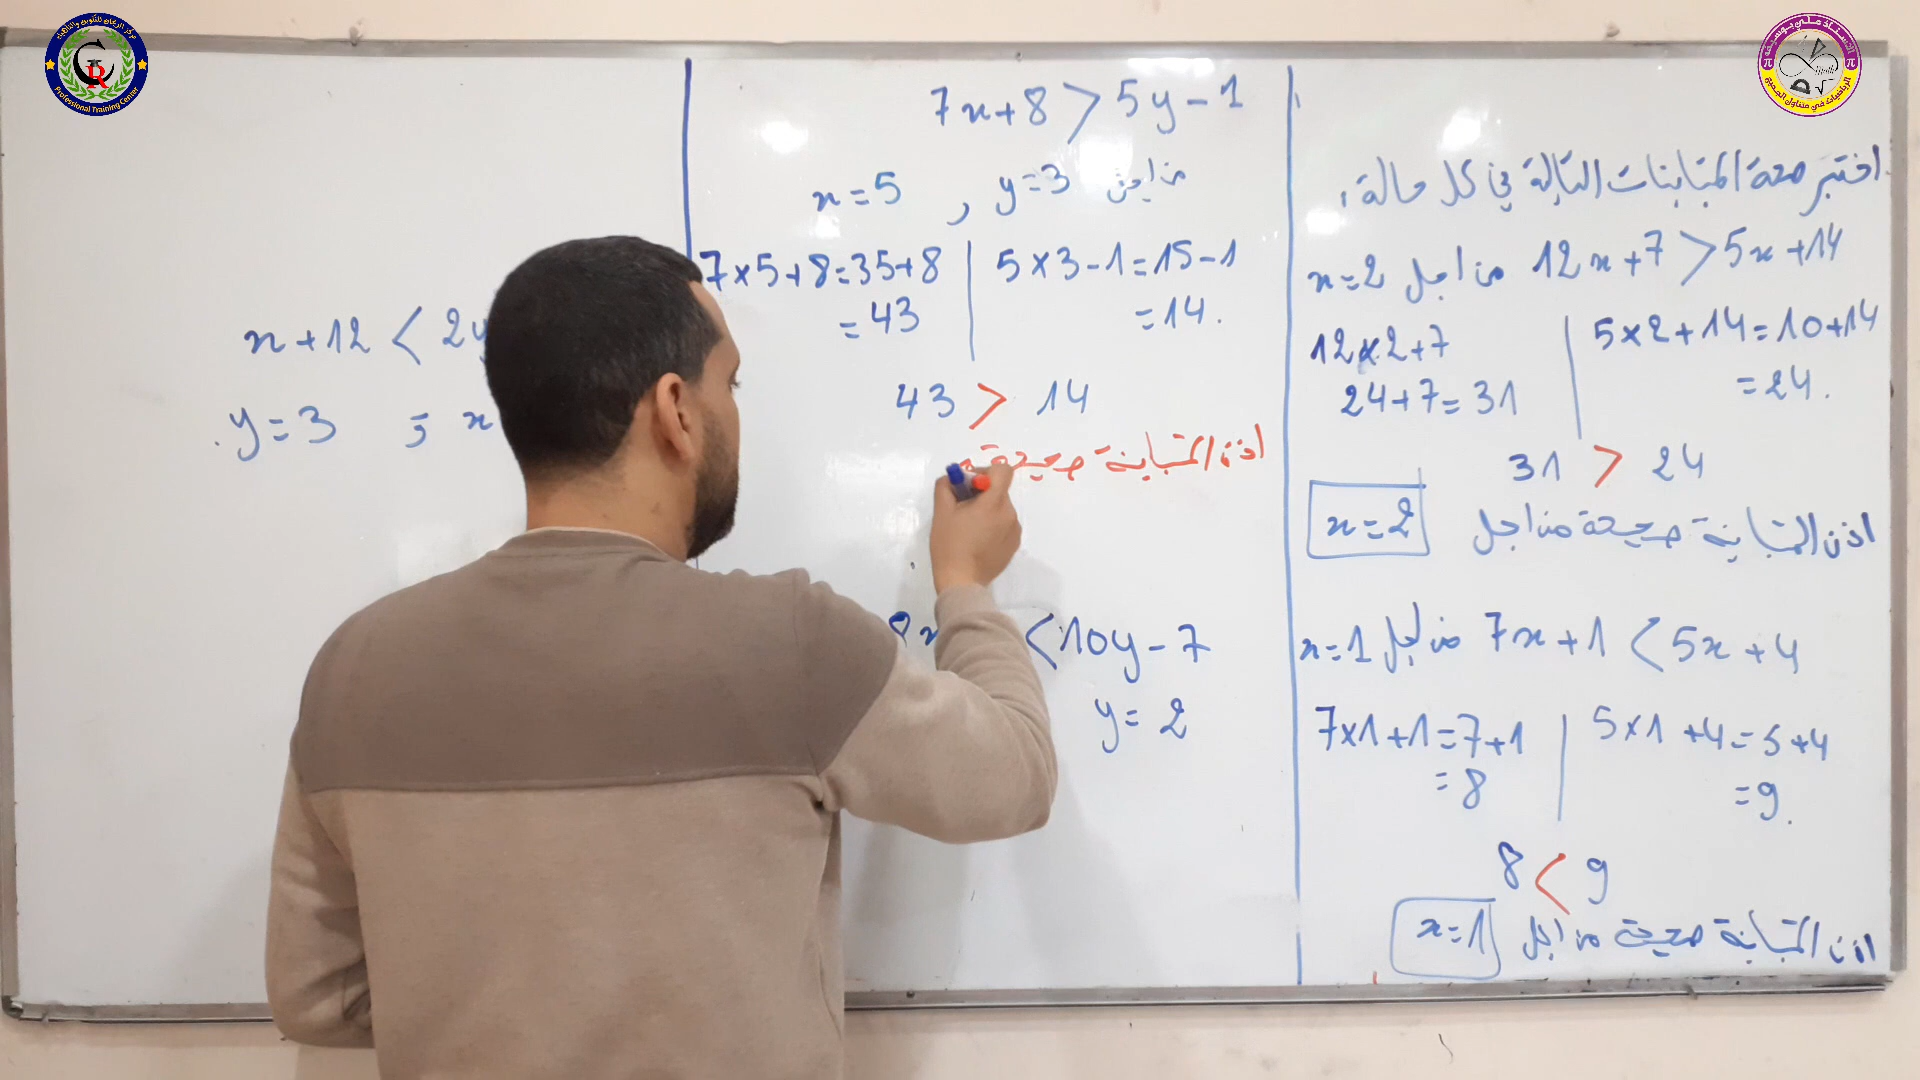 اختبر صحة المتباينات التالية في كل حالة:
12x+7 > 5x+14 من اجل x=2
12×2+7 | 5×2+14=10+14
24+7=31 | =24.
31 > 24
اذن المتباينة صحيحة من اجل x=2
7x+1 < 5x+4 من اجل x=1
7×1+1=7+1 | 5×1+4=5+4
=8 | =9.
8 < 9
اذن المتباينة صحيحة من اجل x=1
7x+8 > 5y-1
من اجل y=3 , x=5
7×5+8=35+8 | 5×3-1=15-1
=43 | =14.
43 > 14
اذن المتباينة صحيحة
<10y-7
y=2
x+12 < 2y
y=3 و x
Professional Training Center